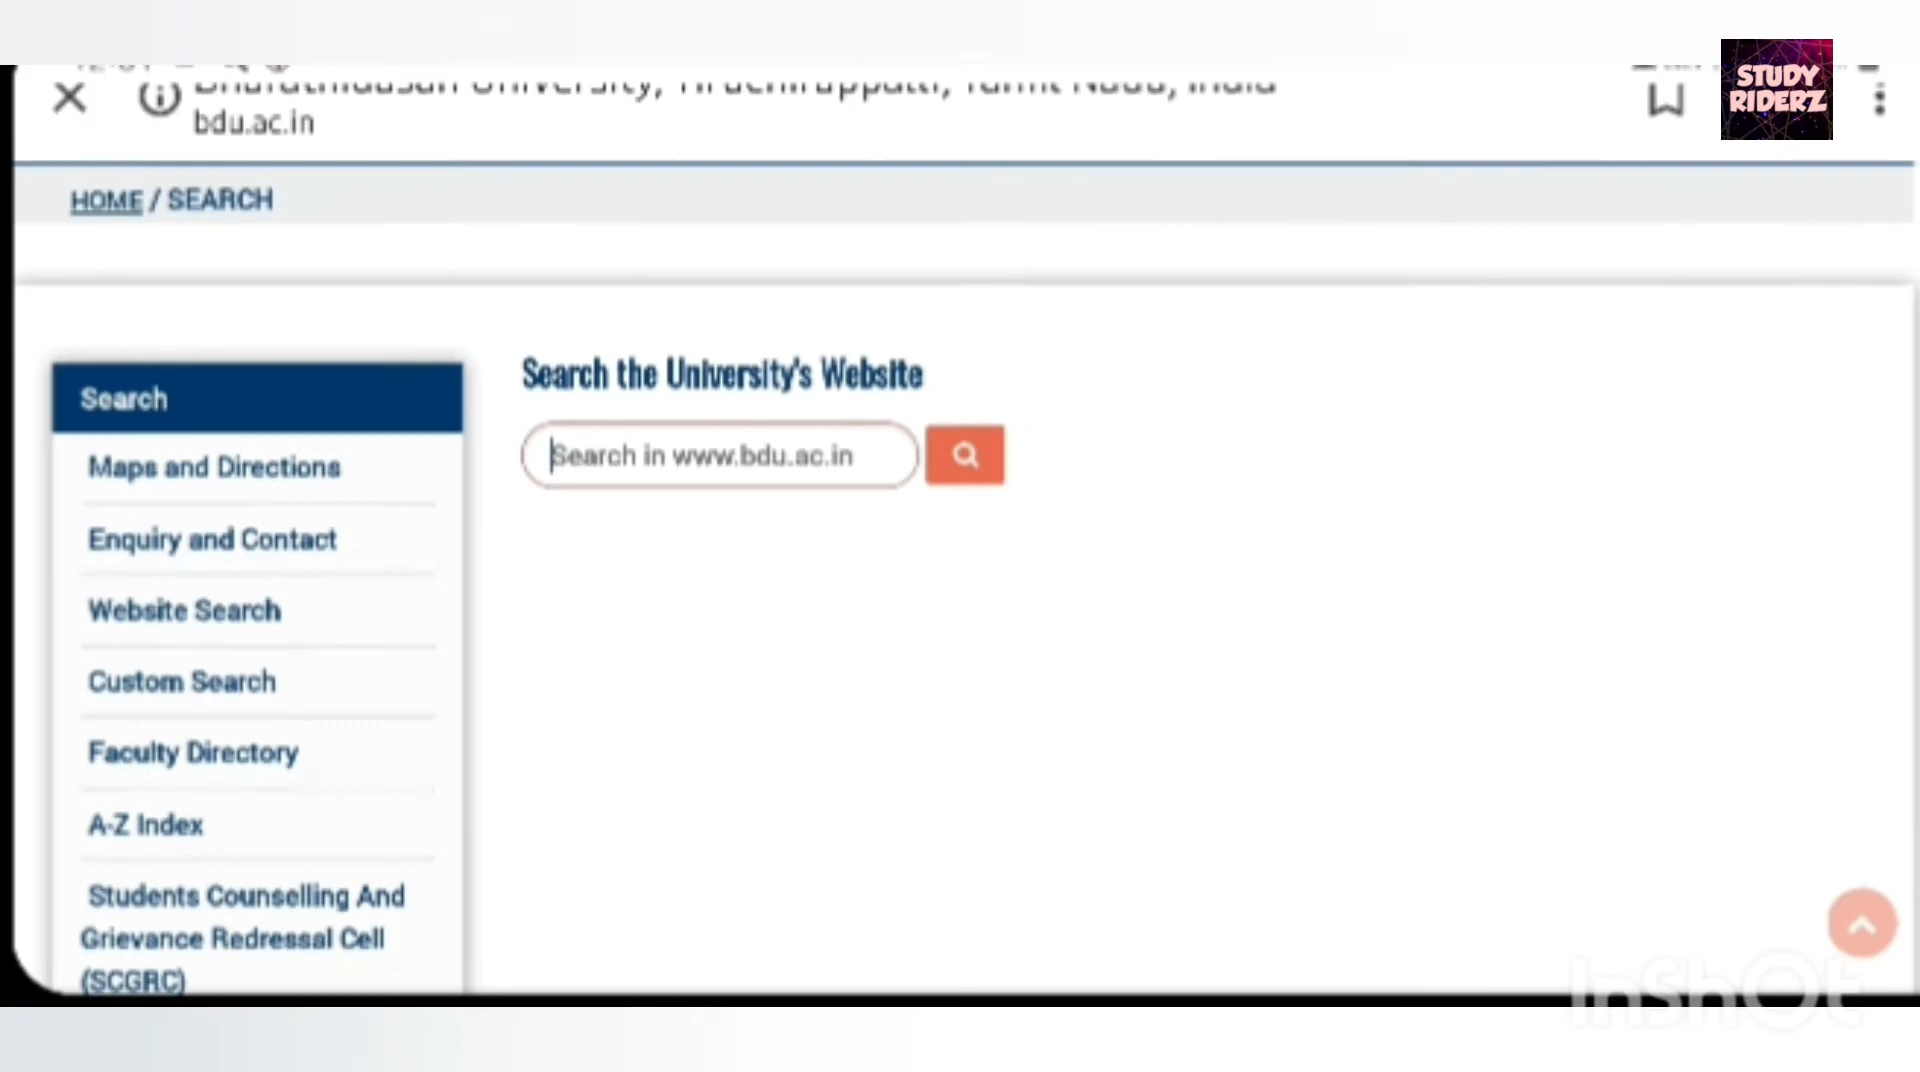 bdu.ac.in
STUDY
RIDERZ
HOME / SEARCH
Search the University's Website
Search in www.bdu.ac.in
Search
Maps and Directions
Enquiry and Contact
Website Search
Custom Search
Faculty Directory
A-Z Index
Students Counselling And
Grievance Redressal Cell
(SCGRC)
InShOt